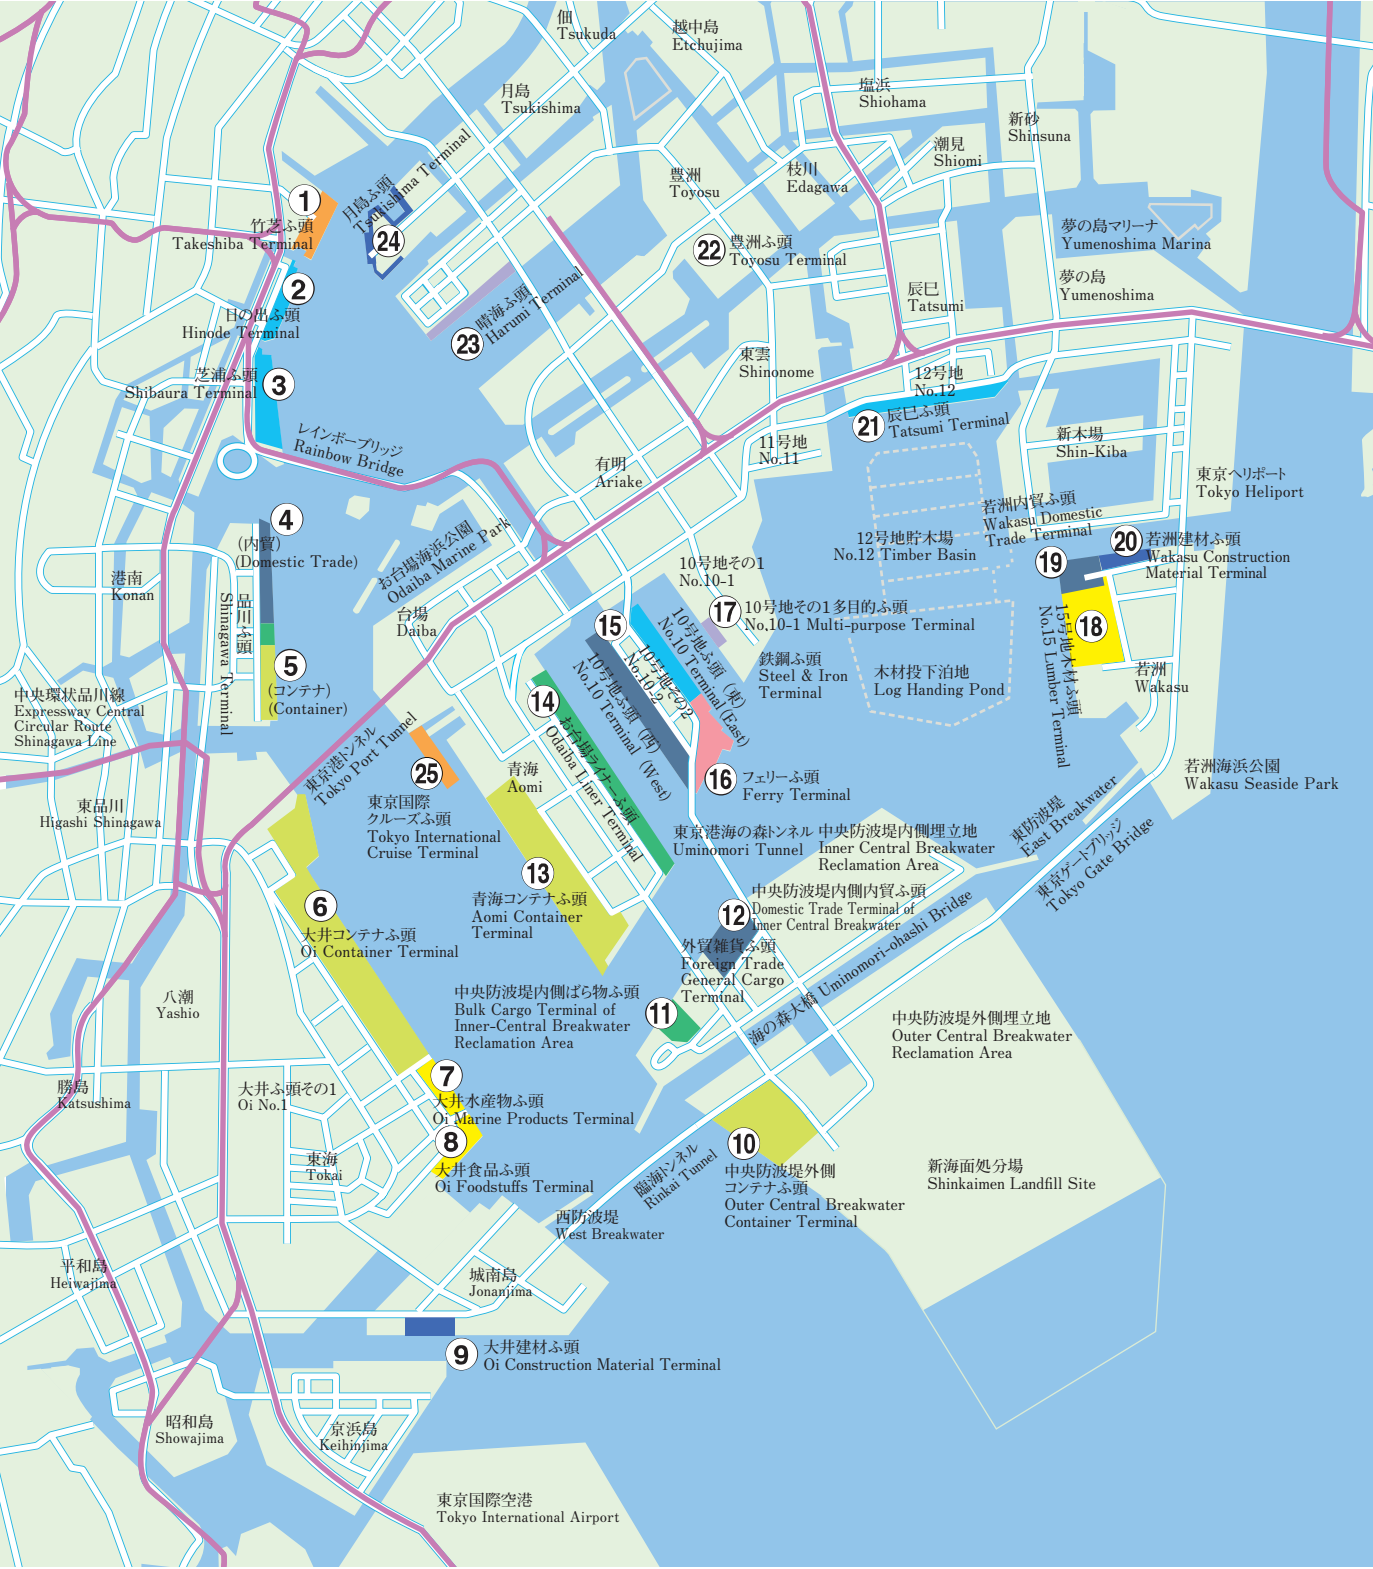 佃
Tsukuda
越中島
Etchujima
月島
Tsukishima
塩浜
Shiohama
新砂
Shinsuna
潮見
Shiomi
枝川
Edagawa
豊洲
Toyosu
1
竹芝ふ頭
Takeshiba Terminal
月島ふ頭
Tsukishima Terminal
24
22
豊洲ふ頭
Toyosu Terminal
夢の島マリーナ
Yumenoshima Marina
夢の島
Yumenoshima
辰巳
Tatsumi
2
日の出ふ頭
Hinode Terminal
晴海ふ頭
Harumi Terminal
23
東雲
Shinonome
芝浦ふ頭
Shibaura Terminal
3
12号地
No.12
21
辰巳ふ頭
Tatsumi Terminal
レインボーブリッジ
Rainbow Bridge
11号地
No.11
新木場
Shin-Kiba
有明
Ariake
東京ヘリポート
Tokyo Heliport
若洲内貿ふ頭
Wakasu Domestic
Trade Terminal
4
(内貿)
(Domestic Trade)
お台場海浜公園
Odaiba Marine Park
12号地貯木場
No.12 Timber Basin
20
若洲建材ふ頭
Wakasu Construction
Material Terminal
19
10号地その1
No.10-1
港南
Konan
台場
Daiba
品川ふ頭
Shinagawa Terminal
15
10号地ふ頭(東)
No.10 Terminal(East)
17
10号地その1多目的ふ頭
No.10-1 Multi-purpose Terminal
18
15号地木材ふ頭
No.15 Lumber Terminal
10号地その2
No.10-2
10号地ふ頭(西)
No.10 Terminal (West)
鉄鋼ふ頭
Steel & Iron
Terminal
木材投下泊地
Log Handing Pond
若洲
Wakasu
5
(コンテナ)
(Container)
中央環状品川線
Expressway Central
Circular Route
Shinagawa Line
14
お台場ライナーふ頭
Odaiba Liner Terminal
東京港トンネル
Tokyo Port Tunnel
25
東京国際
クルーズふ頭
Tokyo International
Cruise Terminal
青海
Aomi
16
フェリーふ頭
Ferry Terminal
若洲海浜公園
Wakasu Seaside Park
東品川
Higashi Shinagawa
東京港海の森トンネル
Uminomori Tunnel
中央防波堤内側埋立地
Inner Central Breakwater
Reclamation Area
東防波堤
East Breakwater
東京ゲートブリッジ
Tokyo Gate Bridge
13
青海コンテナふ頭
Aomi Container
Terminal
6
大井コンテナふ頭
Oi Container Terminal
12
中央防波堤内側内貿ふ頭
Domestic Trade Terminal of
Inner Central Breakwater
外貿雑貨ふ頭
Foreign Trade
General Cargo
Terminal
海の森大橋 Uminomori-ohashi Bridge
中央防波堤内側ばら物ふ頭
Bulk Cargo Terminal of
Inner-Central Breakwater
Reclamation Area
11
八潮
Yashio
中央防波堤外側埋立地
Outer Central Breakwater
Reclamation Area
勝島
Katsushima
大井ふ頭その1
Oi No.1
7
大井水産物ふ頭
Oi Marine Products Terminal
8
大井食品ふ頭
Oi Foodstuffs Terminal
東海
Tokai
10
中央防波堤外側
コンテナふ頭
Outer Central Breakwater
Container Terminal
臨海トンネル
Rinkai Tunnel
新海面処分場
Shinkaimen Landfill Site
西防波堤
West Breakwater
平和島
Heiwajima
城南島
Jonanjima
9
大井建材ふ頭
Oi Construction Material Terminal
昭和島
Showajima
京浜島
Keihinjima
東京国際空港
Tokyo International Airport